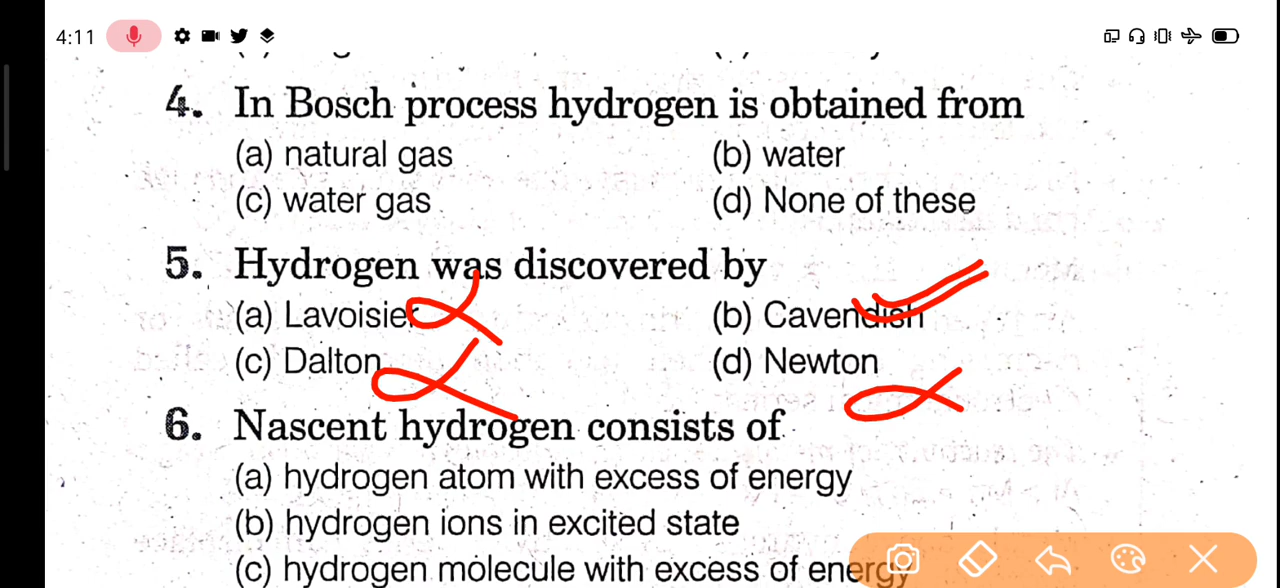 4:11
4. In Bosch process hydrogen is obtained from
(a) natural gas (b) water
(c) water gas (d) None of these
5. Hydrogen was discovered by
(a) Lavoisier (b) Cavendish
(c) Dalton (d) Newton
6. Nascent hydrogen consists of
(a) hydrogen atom with excess of energy
(b) hydrogen ions in excited state
(c) hydrogen molecule with excess of energy